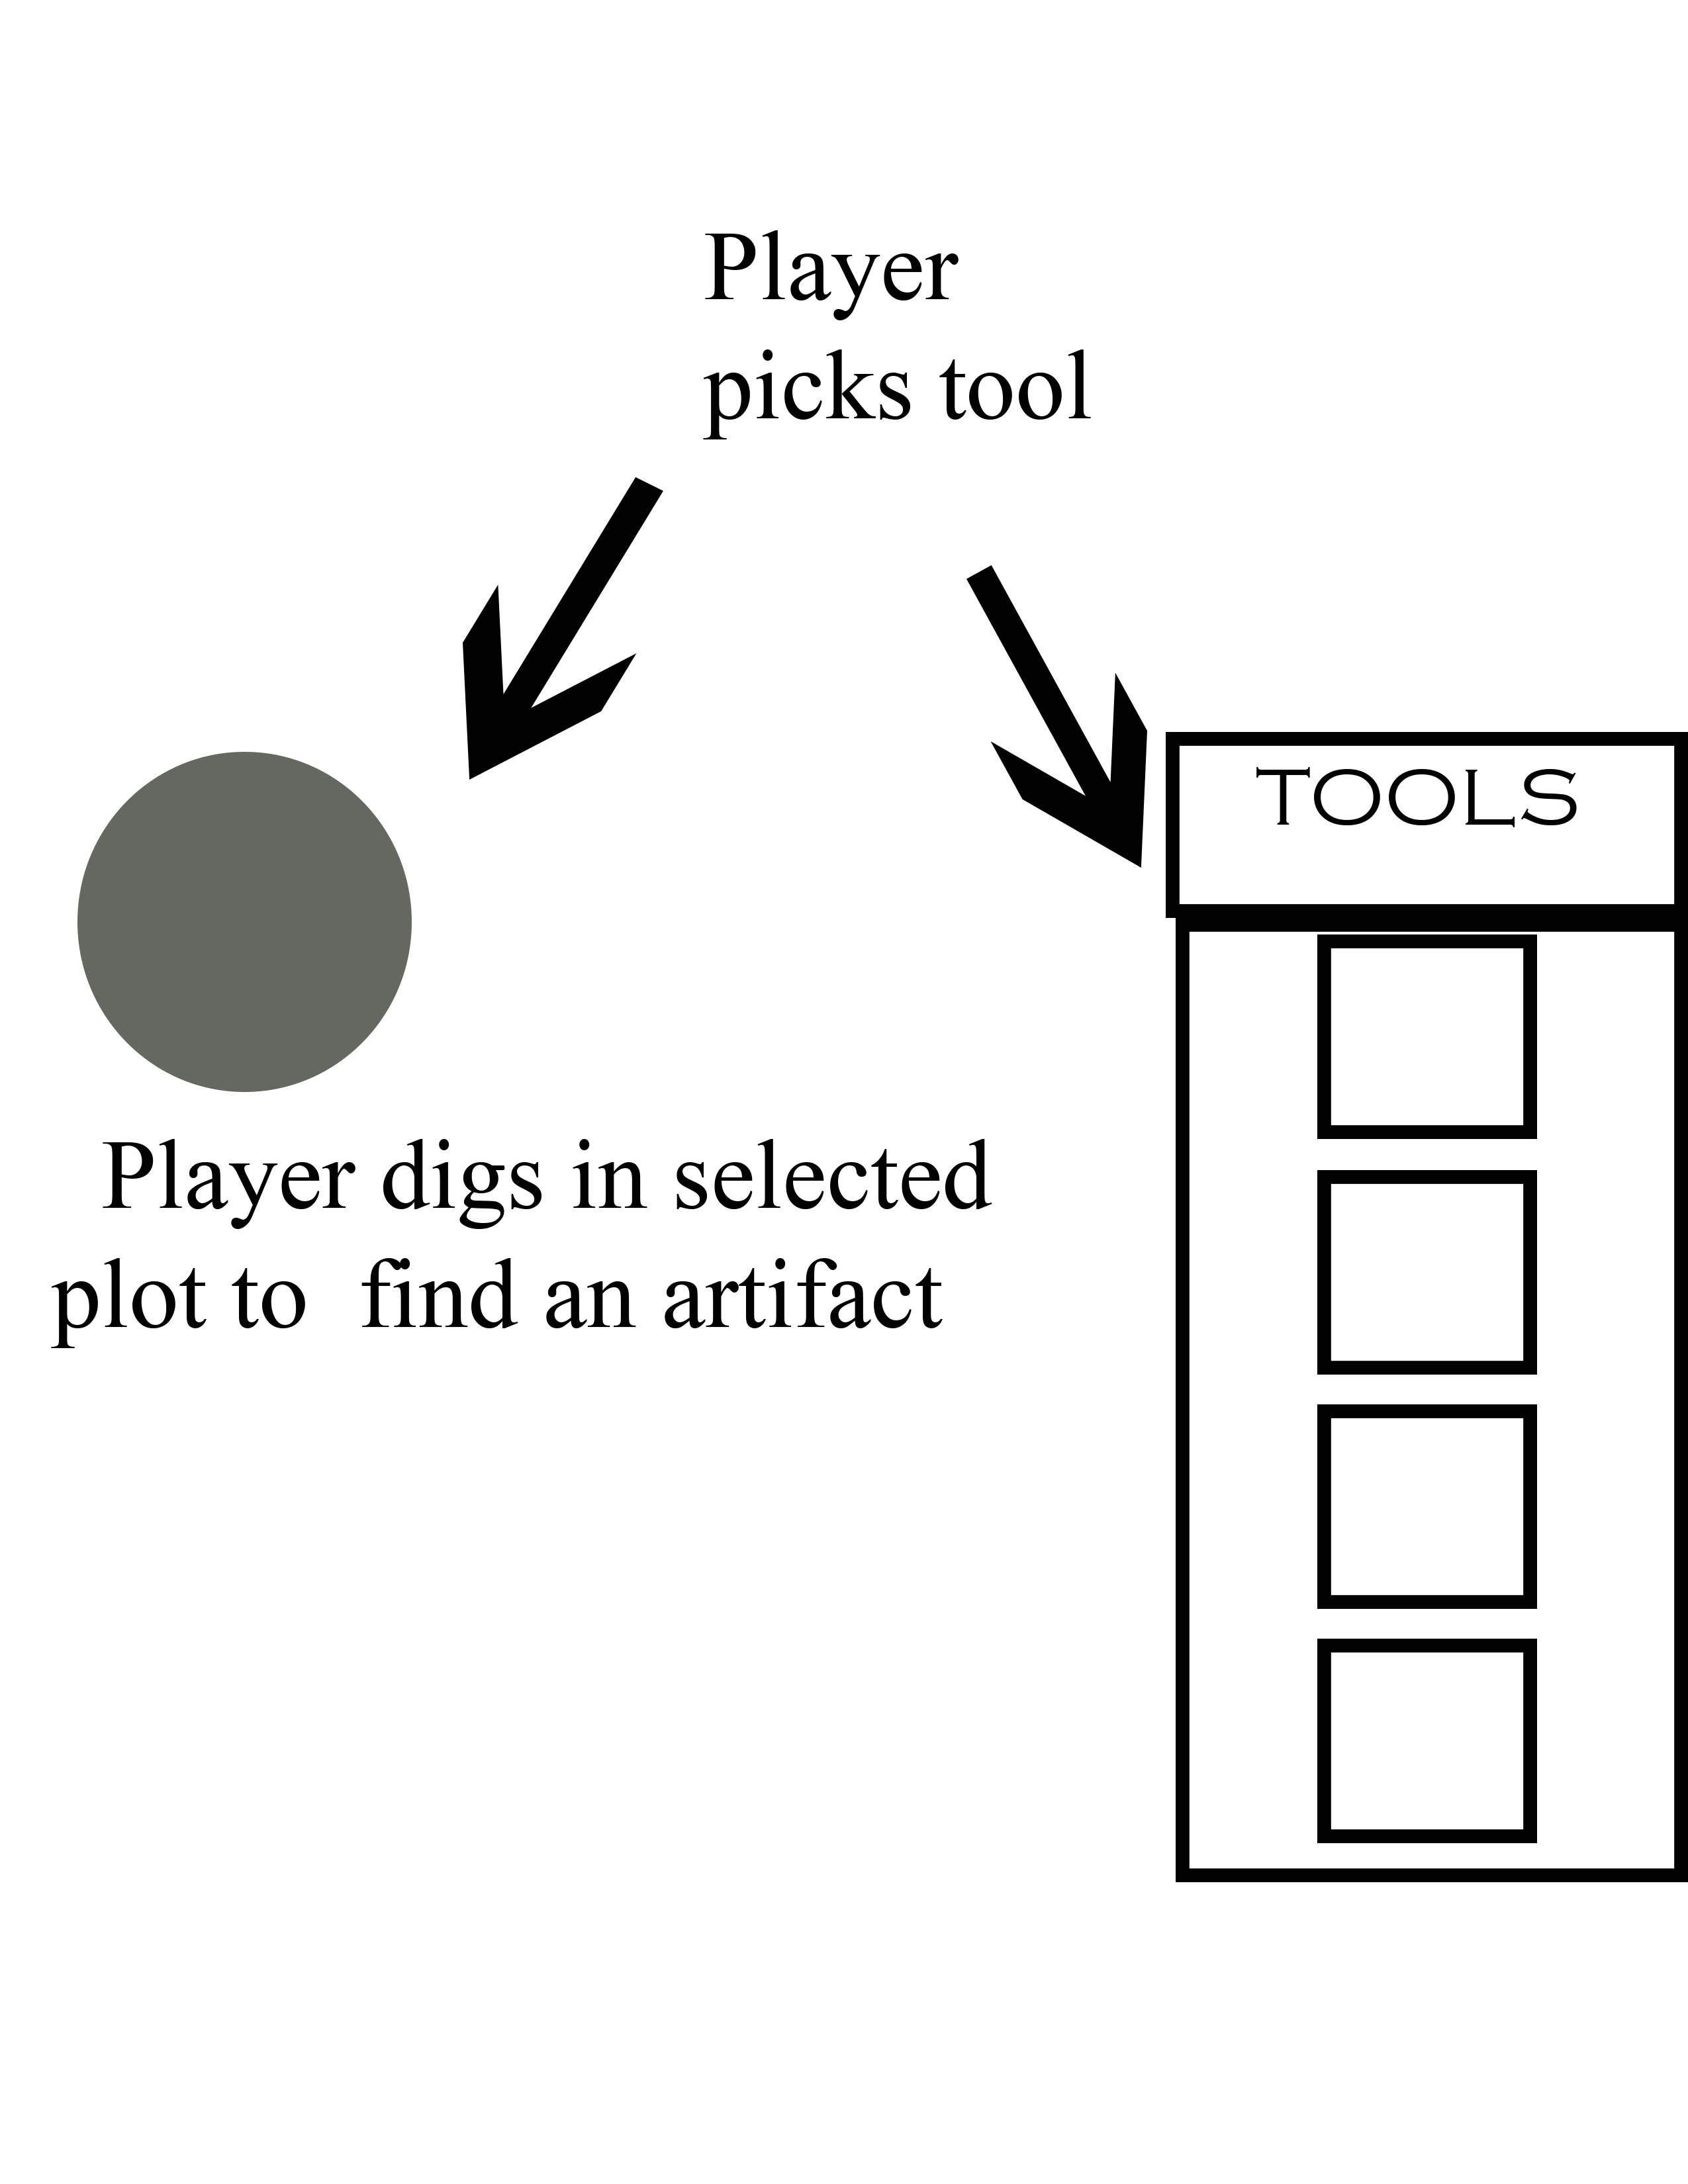 Player
picks tool
TOOLS
Player digs in selected
plot to  find an artifact